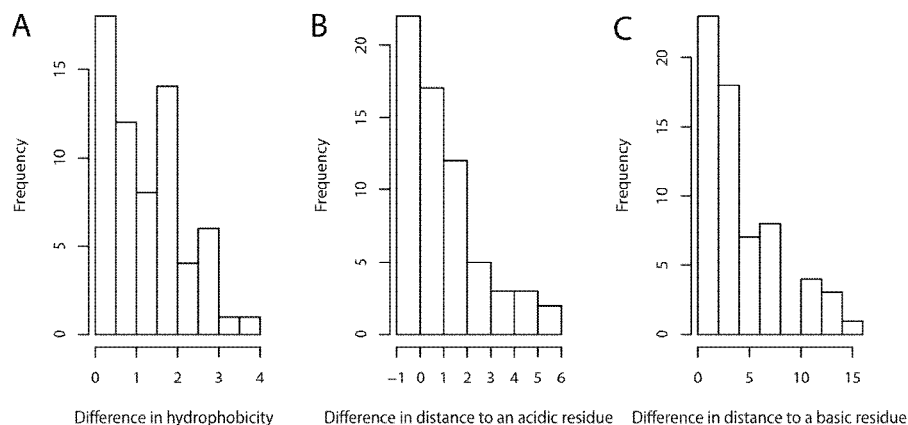 A
Frequency
0 5 10 15
0 1 2 3 4
Difference in hydrophobicity
B
Frequency
0 5 10 15 20
−1 0 1 2 3 4 5 6
Difference in distance to an acidic residue
C
Frequency
0 5 10 15 20
0 5 10 15
Difference in distance to a basic residue